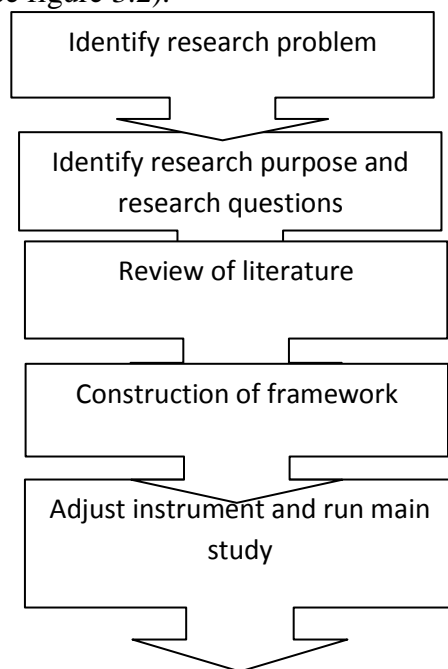 figure 3.2).
Identify research problem
Identify research purpose and
research questions
Review of literature
Construction of framework
Adjust instrument and run main
study